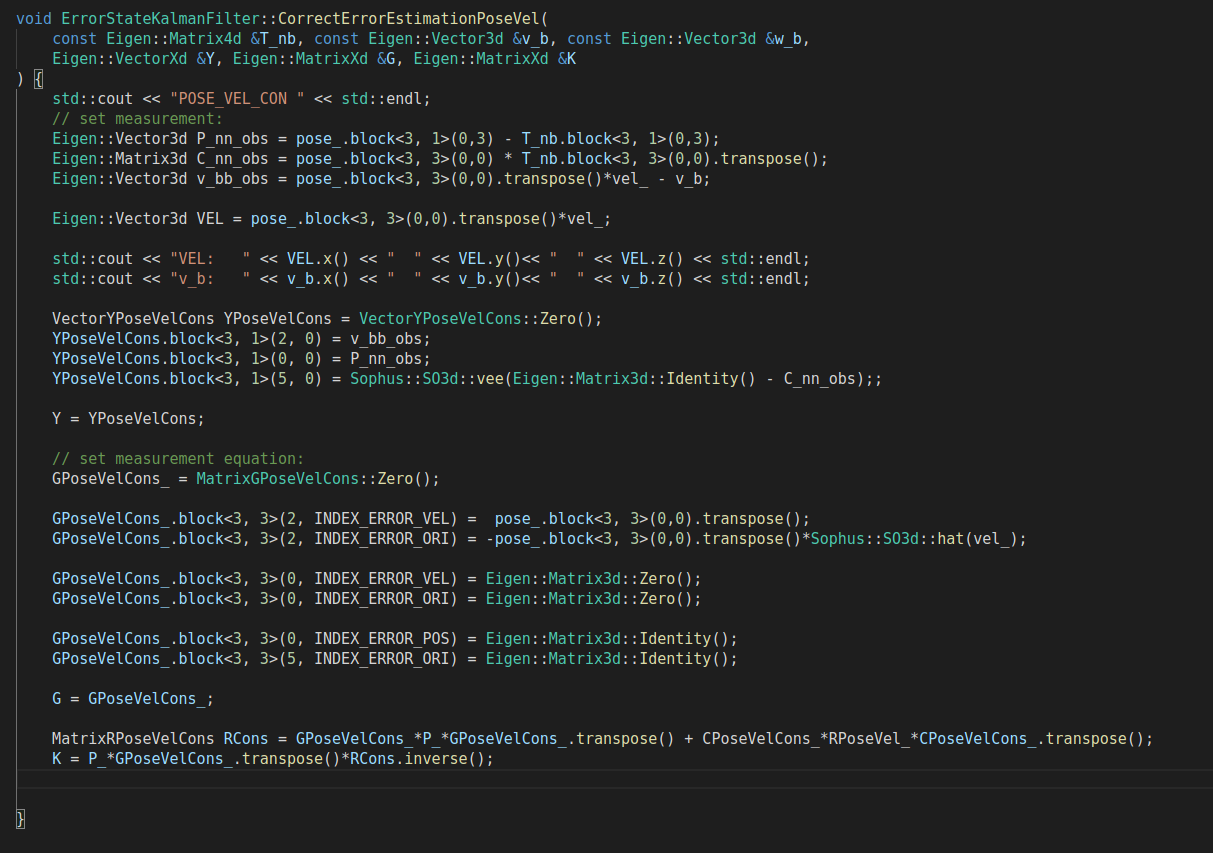 void ErrorStateKalmanFilter::CorrectErrorEstimationPoseVel(
    const Eigen::Matrix4d &T_nb, const Eigen::Vector3d &v_b, const Eigen::Vector3d &w_b,
    Eigen::VectorXd &Y, Eigen::MatrixXd &G, Eigen::MatrixXd &K
) {
    std::cout << "POSE_VEL_CON " << std::endl;
    // set measurement:
    Eigen::Vector3d P_nn_obs = pose_.block<3, 1>(0,3) - T_nb.block<3, 1>(0,3);
    Eigen::Matrix3d C_nn_obs = pose_.block<3, 3>(0,0) * T_nb.block<3, 3>(0,0).transpose();
    Eigen::Vector3d v_bb_obs = pose_.block<3, 3>(0,0).transpose()*vel_ - v_b;

    Eigen::Vector3d VEL = pose_.block<3, 3>(0,0).transpose()*vel_;

    std::cout << "VEL:   " << VEL.x() << "  " << VEL.y()<< "  " << VEL.z() << std::endl;
    std::cout << "v_b:   " << v_b.x() << "  " << v_b.y()<< "  " << v_b.z() << std::endl;

    VectorYPoseVelCons YPoseVelCons = VectorYPoseVelCons::Zero();
    YPoseVelCons.block<3, 1>(2, 0) = v_bb_obs;
    YPoseVelCons.block<3, 1>(0, 0) = P_nn_obs;
    YPoseVelCons.block<3, 1>(5, 0) = Sophus::SO3d::vee(Eigen::Matrix3d::Identity() - C_nn_obs);;

    Y = YPoseVelCons;

    // set measurement equation:
    GPoseVelCons_ = MatrixGPoseVelCons::Zero();

    GPoseVelCons_.block<3, 3>(2, INDEX_ERROR_VEL) =  pose_.block<3, 3>(0,0).transpose();
    GPoseVelCons_.block<3, 3>(2, INDEX_ERROR_ORI) = -pose_.block<3, 3>(0,0).transpose()*Sophus::SO3d::hat(vel_);

    GPoseVelCons_.block<3, 3>(0, INDEX_ERROR_VEL) = Eigen::Matrix3d::Zero();
    GPoseVelCons_.block<3, 3>(0, INDEX_ERROR_ORI) = Eigen::Matrix3d::Zero();

    GPoseVelCons_.block<3, 3>(0, INDEX_ERROR_POS) = Eigen::Matrix3d::Identity();
    GPoseVelCons_.block<3, 3>(5, INDEX_ERROR_ORI) = Eigen::Matrix3d::Identity();

    G = GPoseVelCons_;

    MatrixRPoseVelCons RCons = GPoseVelCons_*P_*GPoseVelCons_.transpose() + CPoseVelCons_*RPoseVel_*CPoseVelCons_.transpose();
    K = P_*GPoseVelCons_.transpose()*RCons.inverse();


}